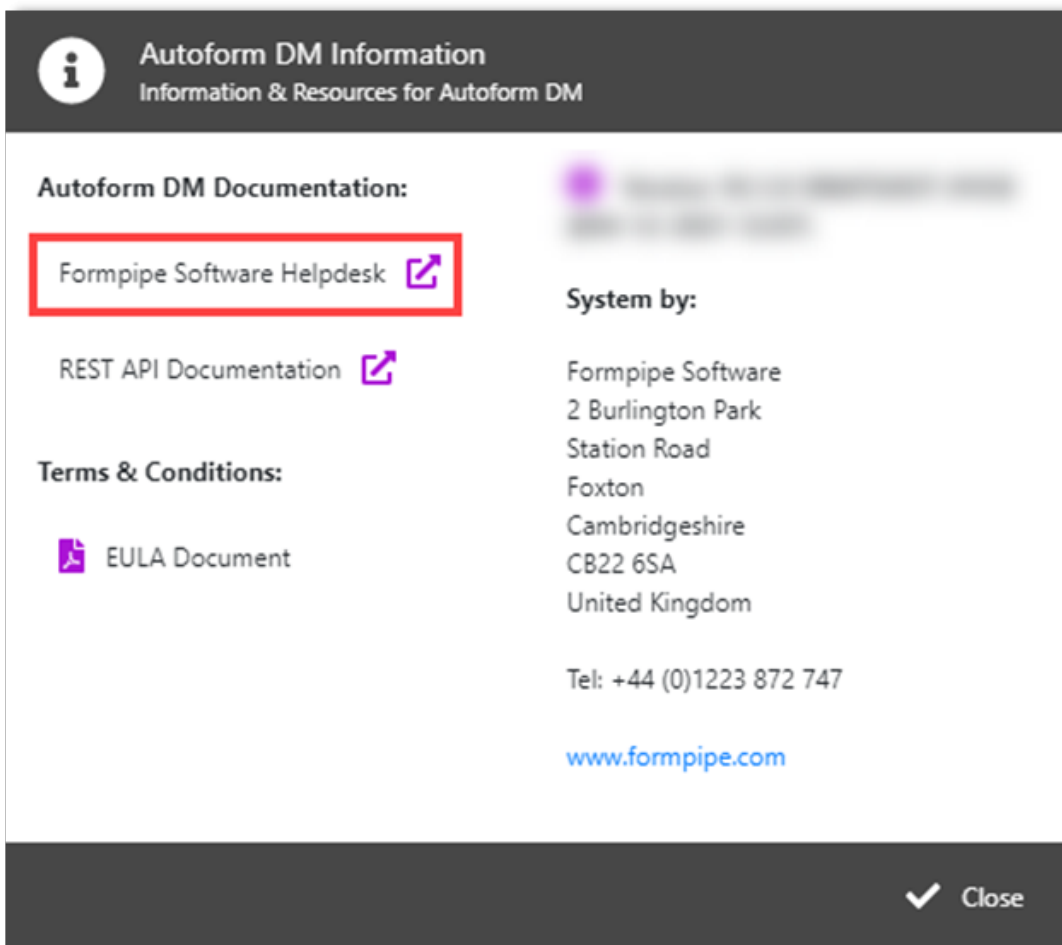 Autoform DM Information
Information & Resources for Autoform DM
Autoform DM Documentation:
Formpipe Software Helpdesk
REST API Documentation
Terms & Conditions:
EULA Document
System by:
Formpipe Software
2 Burlington Park
Station Road
Foxton
Cambridgeshire
CB22 6SA
United Kingdom
Tel: +44 (0)1223 872 747
www.formpipe.com
Close